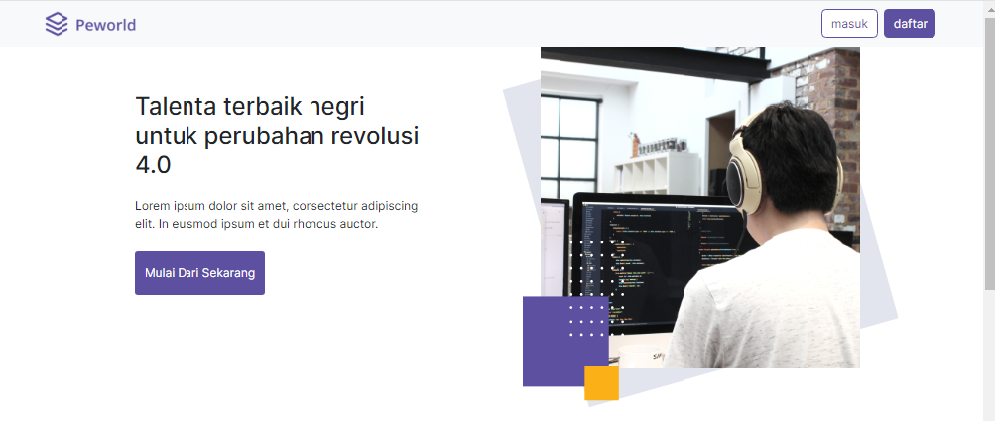 Peworld
masuk
daftar
Talenta terbaik negri
untuk perubahan revolusi
4.0
Lorem ipsum dolor sit amet, consectetur adipiscing
elit. In eusmod ipsum et dui rhoncus auctor.
Mulai Dari Sekarang